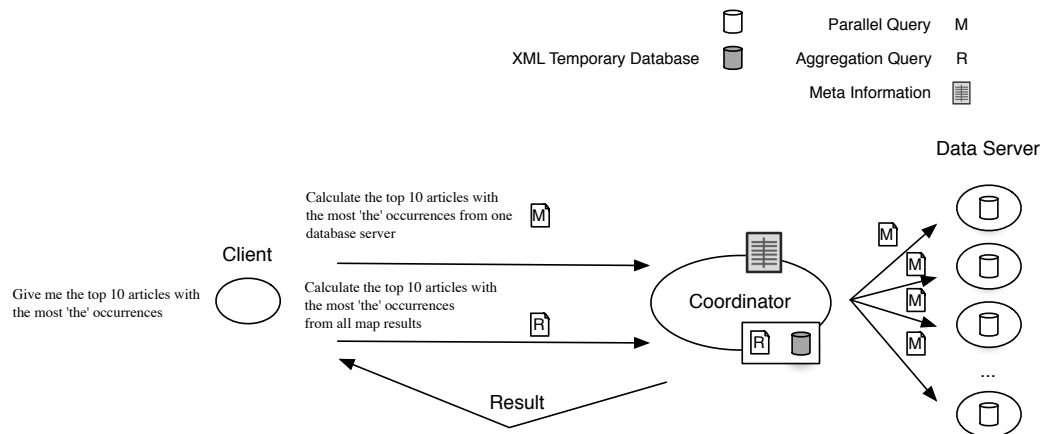 Parallel Query M
XML Temporary Database Aggregation Query R
Meta Information
Data Server
Calculate the top 10 articles with
the most 'the' occurrences from one
database server
M
Client
Give me the top 10 articles with
the most 'the' occurrences
Calculate the top 10 articles with
the most 'the' occurrences
from all map results
R
Coordinator
R
M
M
M
M
...
Result